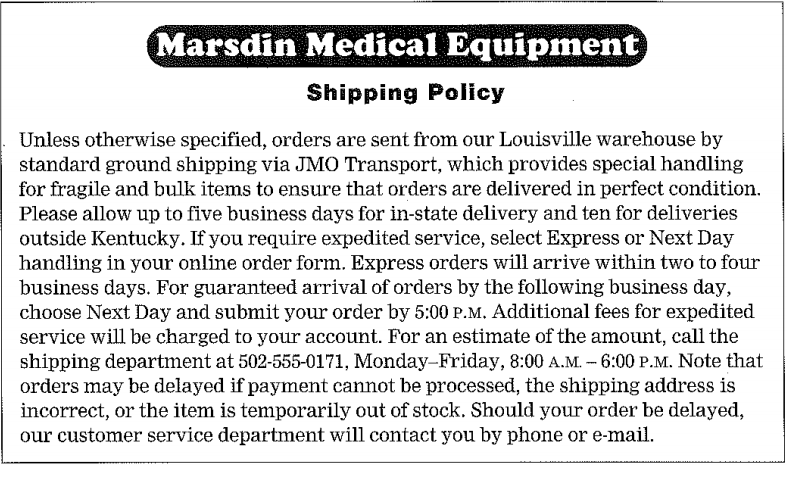 Marsdin Medical Equipment
Shipping Policy
Unless otherwise specified, orders are sent from our Louisville warehouse by
standard ground shipping via JMO Transport, which provides special handling
for fragile and bulk items to ensure that orders are delivered in perfect condition.
Please allow up to five business days for in-state delivery and ten for deliveries
outside Kentucky. If you require expedited service, select Express or Next Day
handling in your online order form. Express orders will arrive within two to four
business days. For guaranteed arrival of orders by the following business day,
choose Next Day and submit your order by 5:00 P.M. Additional fees for expedited
service will be charged to your account. For an estimate of the amount, call the
shipping department at 502-555-0171, Monday–Friday, 8:00 A.M. – 6:00 P.M. Note that
orders may be delayed if payment cannot be processed, the shipping address is
incorrect, or the item is temporarily out of stock. Should your order be delayed,
our customer service department will contact you by phone or e-mail.